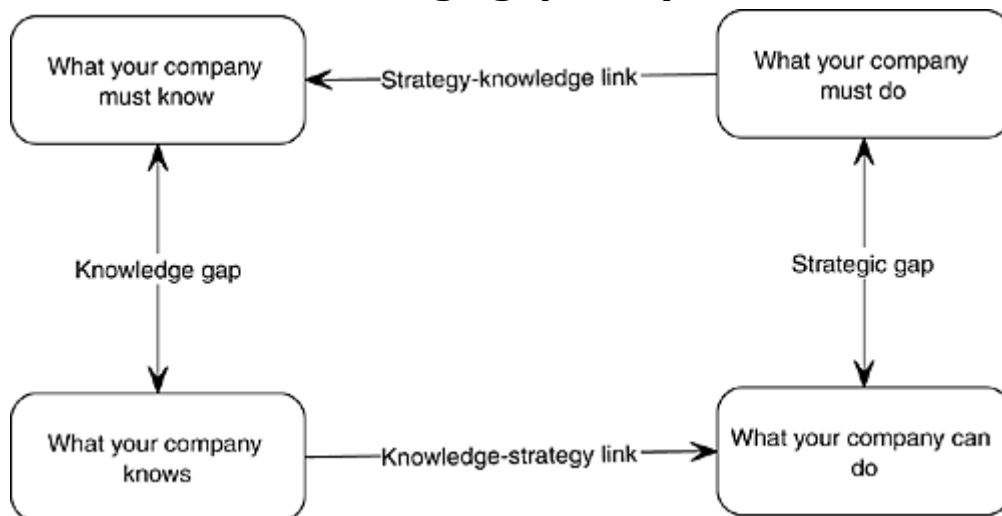 What your company
must know
Strategy-knowledge link
What your company
must do
Knowledge gap
Strategic gap
What your company
knows
Knowledge-strategy link
What your company can
do